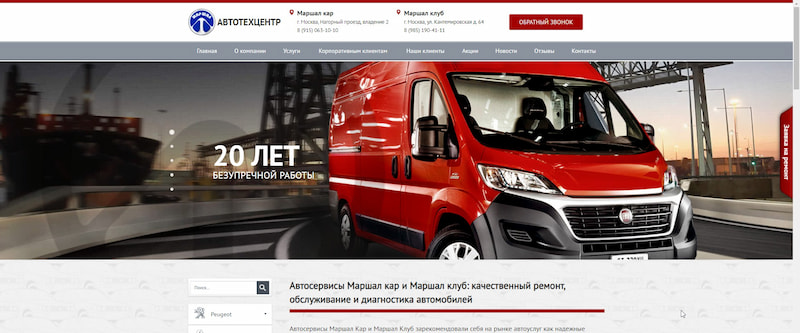 МАРШАЛ
АВТОТЕХЦЕНТР
Маршал кар
г. Москва, Нагорный проезд, владение 2
8 (915) 063-10-10
Маршал клуб
г. Москва, ул. Кантемировская д. 64
8 (985) 190-41-11
ОБРАТНЫЙ ЗВОНОК
Главная О компании Услуги Корпоративным клиентам Наши клиенты Акции Новости Отзывы Контакты
20 ЛЕТ
БЕЗУПРЕЧНОЙ РАБОТЫ
FIAT
Заявка на ремонт
Поиск...
Peugeot
Автосервисы Маршал кар и Маршал клуб: качественный ремонт,
обслуживание и диагностика автомобилей
Автосервисы Маршал Кар и Маршал Клуб зарекомендовали себя на рынке автоуслуг как надежные